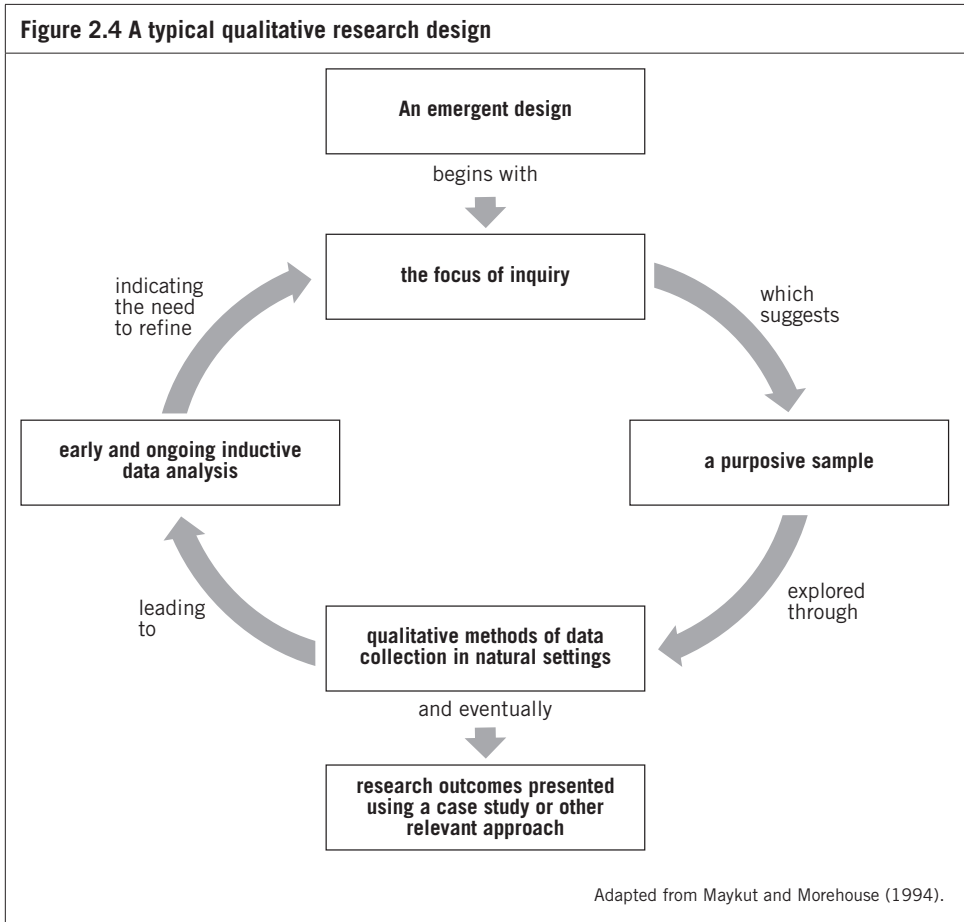 Figure 2.4 A typical qualitative research design
An emergent design
begins with
the focus of inquiry
which
suggests
a purposive sample
explored
through
qualitative methods of data
collection in natural settings
leading
to
early and ongoing inductive
data analysis
indicating
the need
to refine
and eventually
research outcomes presented
using a case study or other
relevant approach
Adapted from Maykut and Morehouse (1994).